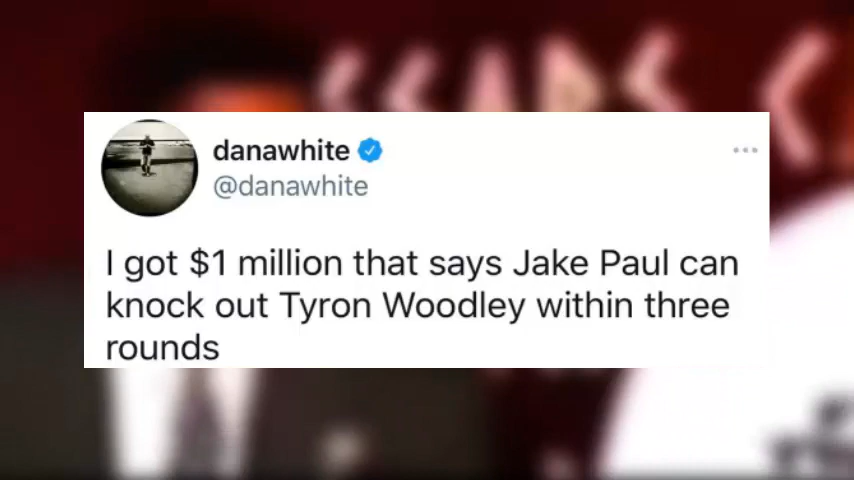 danawhite
@danawhite
I got $1 million that says Jake Paul can
knock out Tyron Woodley within three
rounds